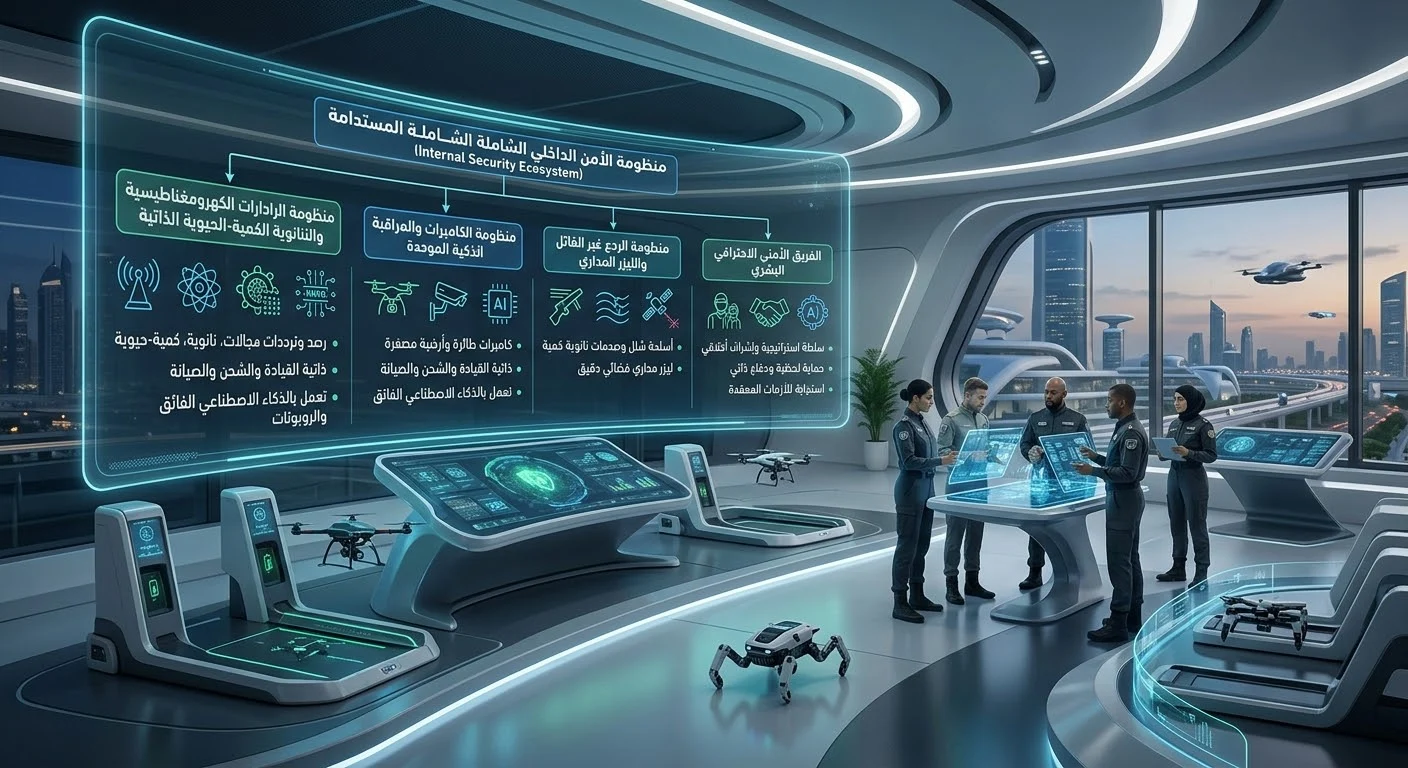 منظومة الأمن الداخلي الشاملة الشاملة المستدامة
(Internal Security Ecosystem)
منظومة الرادارات الكهرومغناطيسية
والنانوية الكمية-الحيوية الذاتية
رصد وترددات مجالات، نانوية، كمية-حيوية
ذاتية القيادة والشحن والصيانة
تعمل بالذكاء الاصطناعي الفائق
والروبوتات
منظومة الكاميرات والمراقبة
الذكية الموحدة
AI
كاميرات طائرة وأرضية مصغرة
ذاتية القيادة والشحن والصيانة
تعمل بالذكاء الاصطناعي الفائق
منظومة الردع غير القاتل
والليزر المداري
أسلحة شلل وصدمات نانوية كمية
ليزر مداري فضائي دقيق
الفريق الأمني الاحترافي
البشري
AI
سلطة استراتيجية وإشراف أخلاقي
حماية لحظية ودفاع ذاتي
استجابة للأزمات المعقدة